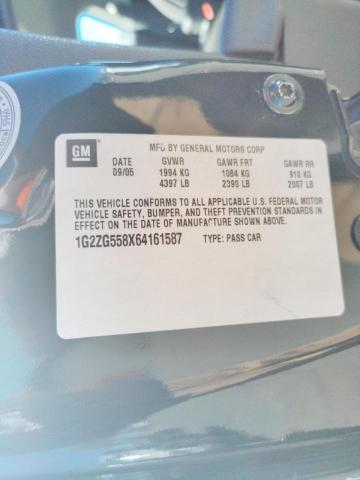 GM
MFD BY GENERAL MOTORS CORP
DATE GVWR GAWR FRT GAWR RR
09/05 1994 KG 1084 KG 910 KG
4397 LB 2390 LB 2007 LB
THIS VEHICLE CONFORMS TO ALL APPLICABLE U.S. FEDERAL MOTOR
VEHICLE SAFETY, BUMPER, AND THEFT PREVENTION STANDARDS IN
EFFECT ON THE DATE OF MANUFACTURE SHOWN ABOVE.
1G2ZG558X64161587 TYPE: PASS CAR